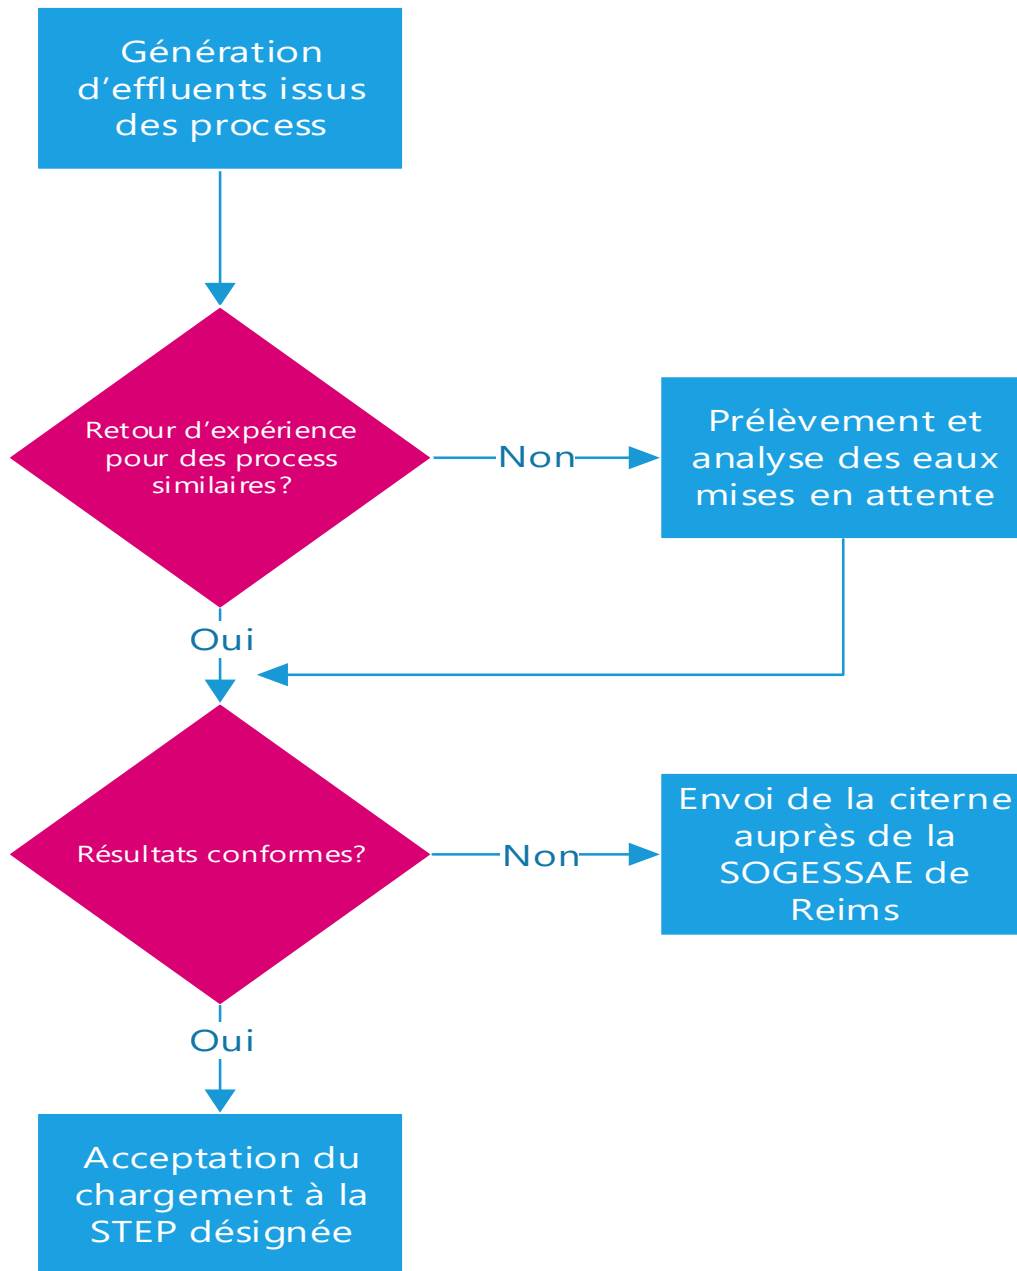 Génération
d’effluents issus
des process
Retour d’expérience
pour des process
similaires?
Non
Prélèvement et
analyse des eaux
mises en attente
Oui
Résultats conformes?
Non
Envoi de la citerne
auprès de la
SOGESSAE de
Reims
Oui
Acceptation du
chargement à la
STEP désignée